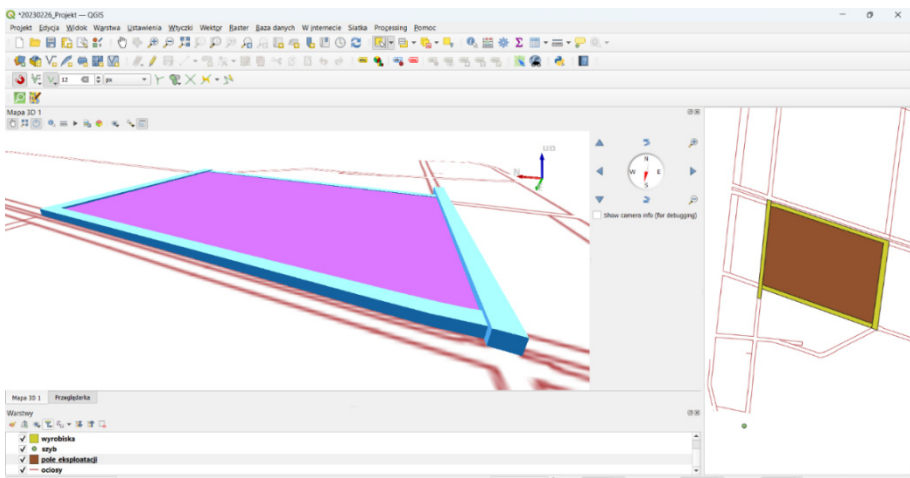 *20230226_Projekt — QGIS
Projekt Edycja Widok Warstwa Ustawienia Wtyczki Wektor Raster Baza danych W internecie Siatka Processing Pomoc
12 px
Mapa 3D 1
N
N
W E
S
Show camera info (for debugging)
Mapa 3D 1 Przeglądarka
Warstwy
wyrobiska
szyb
pole eksploatacji
ociosy